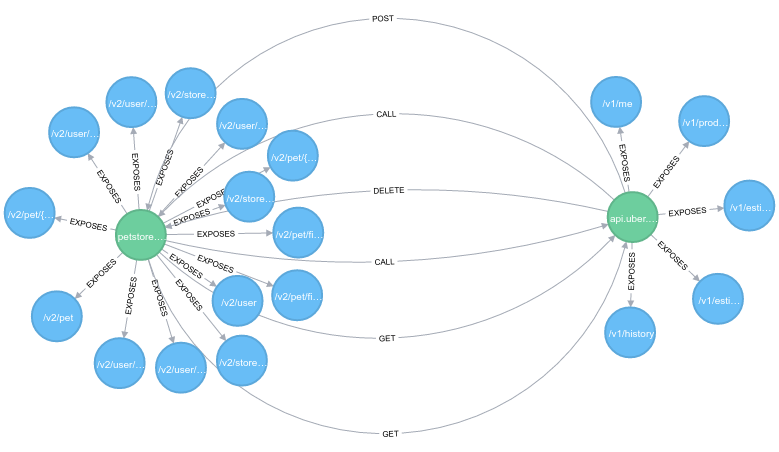 POST
/v2/store…
/v2/user/…
/v1/me
/v2/user/…
/v2/user/…
CALL
/v1/prod…
EXPOSES
EXPOSES
EXPOSES
EXPOSES
EXPOSES
EXPOSES
/v2/pet/{…
EXPOSES
DELETE
EXPOSES
/v2/store…
/v1/esti…
/v2/pet/{…
EXPOSES
EXPOSES
EXPOSES
api.uber.…
petstore.…
EXPOSES
/v2/pet/fi…
CALL
EXPOSES
EXPOSES
EXPOSES
EXPOSES
EXPOSES
EXPOSES
EXPOSES
EXPOSES
/v2/pet/fi…
/v1/esti…
/v2/user
/v2/pet
/v1/history
GET
/v2/user/…
/v2/user/…
/v2/store…
GET